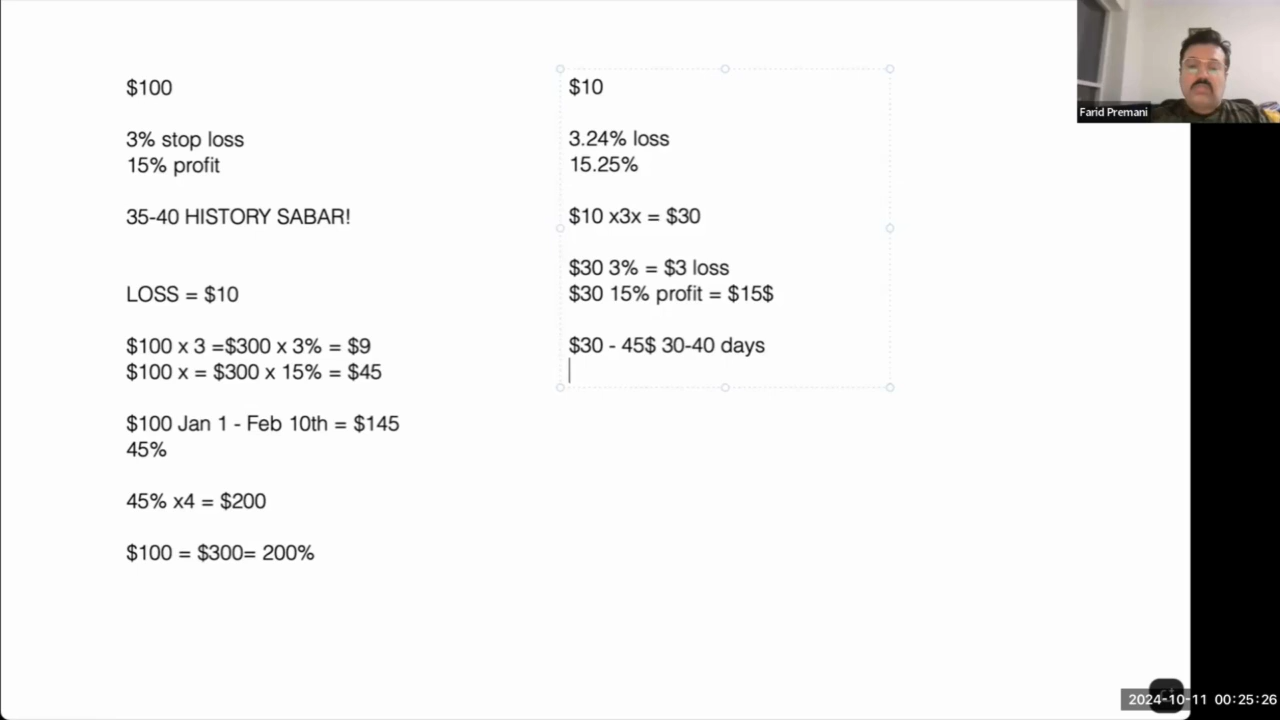 $100
3% stop loss
15% profit
35-40 HISTORY SABAR!
LOSS = $10
$100 x 3 =$300 x 3% = $9
$100 x = $300 x 15% = $45
$100 Jan 1 - Feb 10th = $145
45%
45% x4 = $200
$100 = $300= 200%
$10
3.24% loss
15.25%
$10 x3x = $30
$30 3% = $3 loss
$30 15% profit = $15$
$30 - 45$ 30-40 days
Farid Premani
2024-10-11 00:25:26